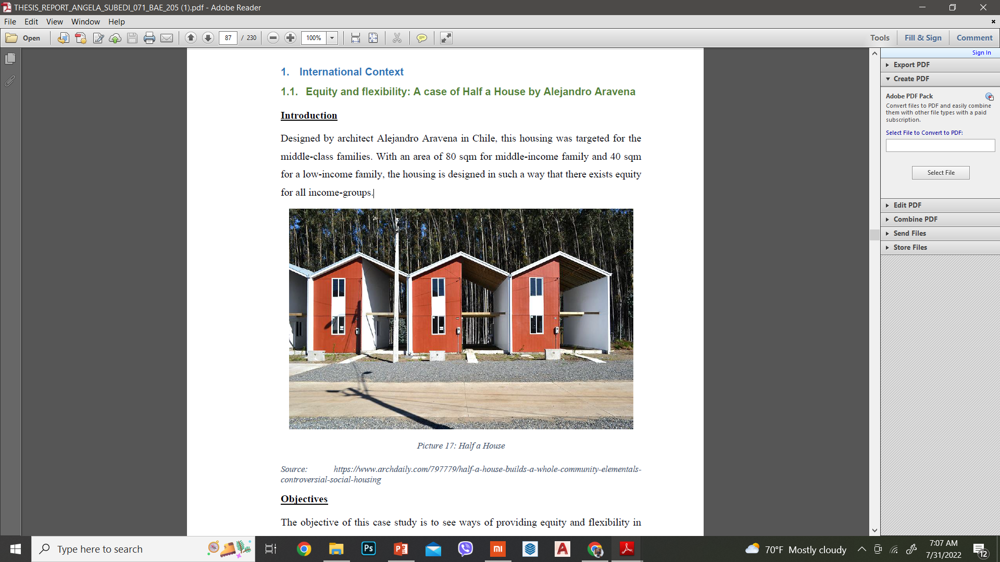 THESIS_REPORT_ANGELA_SUBEDI_071_BAE_205 (1).pdf - Adobe Reader
File Edit View Window Help
Open 87 / 230 100% Tools Fill & Sign Comment
Sign In
Export PDF
Create PDF
Adobe PDF Pack
Convert files to PDF and easily combine
them with other file types with a paid
subscription.
Select File to Convert to PDF:
Select File
Edit PDF
Combine PDF
Send Files
Store Files
1. International Context
1.1. Equity and flexibility: A case of Half a House by Alejandro Aravena
Introduction
Designed by architect Alejandro Aravena in Chile, this housing was targeted for the
middle-class families. With an area of 80 sqm for middle-income family and 40 sqm
for a low-income family, the housing is designed in such a way that there exists equity
for all income-groups.
Picture 17: Half a House
Source: https://www.archdaily.com/797779/half-a-house-builds-a-whole-community-elementals-
controversial-social-housing
Objectives
The objective of this case study is to see ways of providing equity and flexibility in
Type here to search
Ps
P
mi
A
70°F Mostly cloudy
7:07 AM
7/31/2022
12